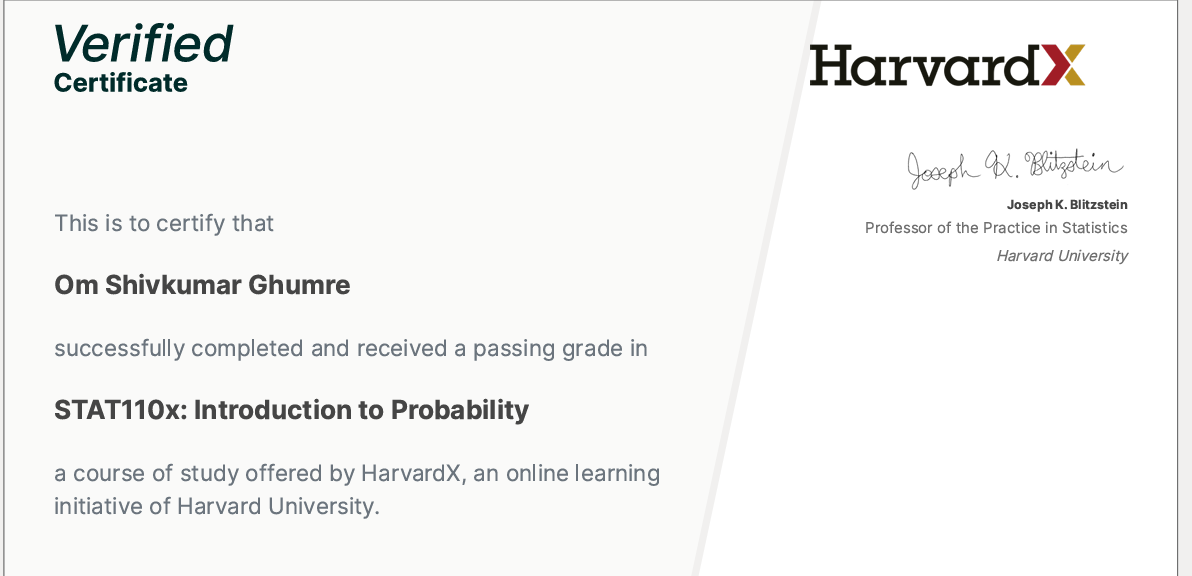 Verified
Certificate
HarvardX
Joseph K. Blitzstein
Joseph K. Blitzstein
Professor of the Practice in Statistics
Harvard University
This is to certify that
Om Shivkumar Ghumre
successfully completed and received a passing grade in
STAT110x: Introduction to Probability
a course of study offered by HarvardX, an online learning
initiative of Harvard University.